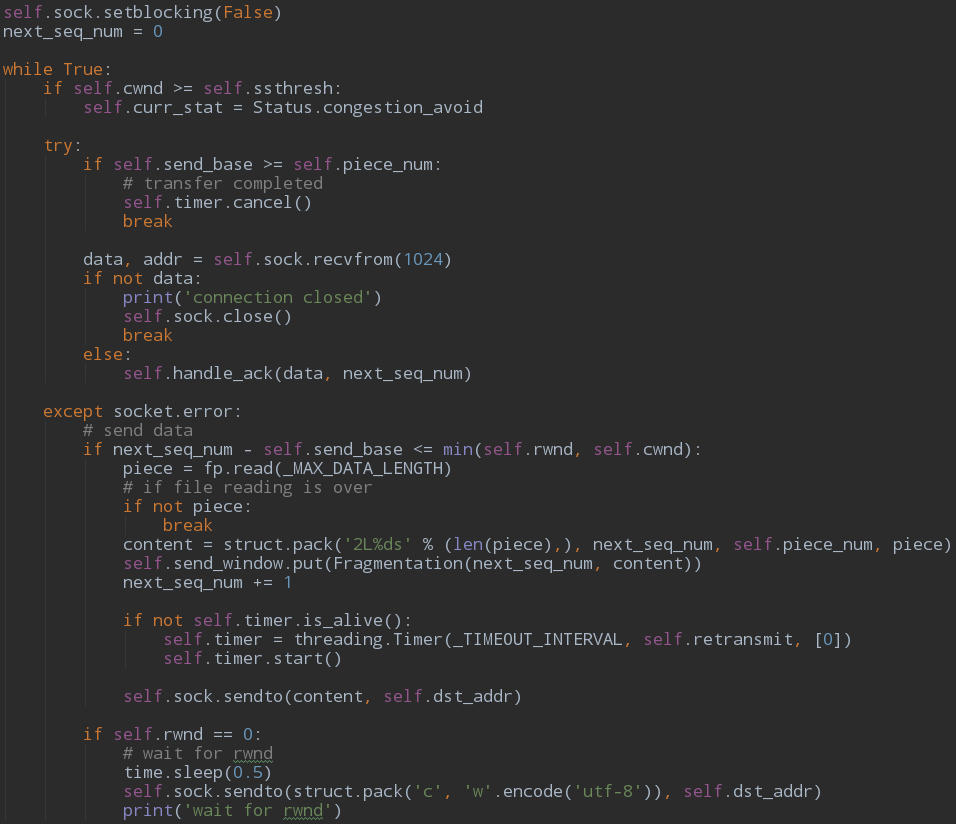 self.sock.setblocking(False)
next_seq_num = 0

while True:
    if self.cwnd >= self.ssthresh:
        self.curr_stat = Status.congestion_avoid

    try:
        if self.send_base >= self.piece_num:
            # transfer completed
            self.timer.cancel()
            break

        data, addr = self.sock.recvfrom(1024)
        if not data:
            print('connection closed')
            self.sock.close()
            break
        else:
            self.handle_ack(data, next_seq_num)

    except socket.error:
        # send data
        if next_seq_num - self.send_base <= min(self.rwnd, self.cwnd):
            piece = fp.read(_MAX_DATA_LENGTH)
            # if file reading is over
            if not piece:
                break
            content = struct.pack('2L%ds' % (len(piece),), next_seq_num, self.piece_num, piece)
            self.send_window.put(Fragmentation(next_seq_num, content))
            next_seq_num += 1

            if not self.timer.is_alive():
                self.timer = threading.Timer(_TIMEOUT_INTERVAL, self.retransmit, [0])
                self.timer.start()

            self.sock.sendto(content, self.dst_addr)

        if self.rwnd == 0:
            # wait for rwnd
            time.sleep(0.5)
            self.sock.sendto(struct.pack('c', 'w'.encode('utf-8')), self.dst_addr)
            print('wait for rwnd')